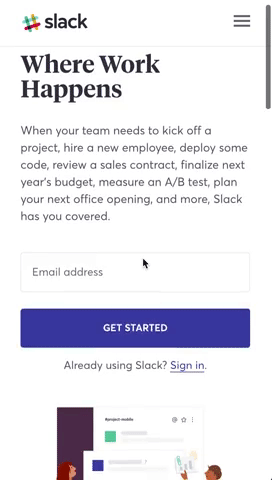 slack
Where Work
Happens
When your team needs to kick off a
project, hire a new employee, deploy some
code, review a sales contract, finalize next
year's budget, measure an A/B test, plan
your next office opening, and more, Slack
has you covered.
Email address
GET STARTED
Already using Slack? Sign in.
#project-mobile